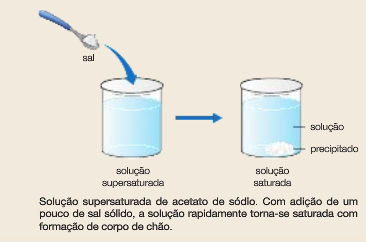 sal
solução
precipitado
solução
supersaturada
solução
saturada
Solução supersaturada de acetato de sódio. Com adição de um
pouco de sal sólido, a solução rapidamente torna-se saturada com
formação de corpo de chão.